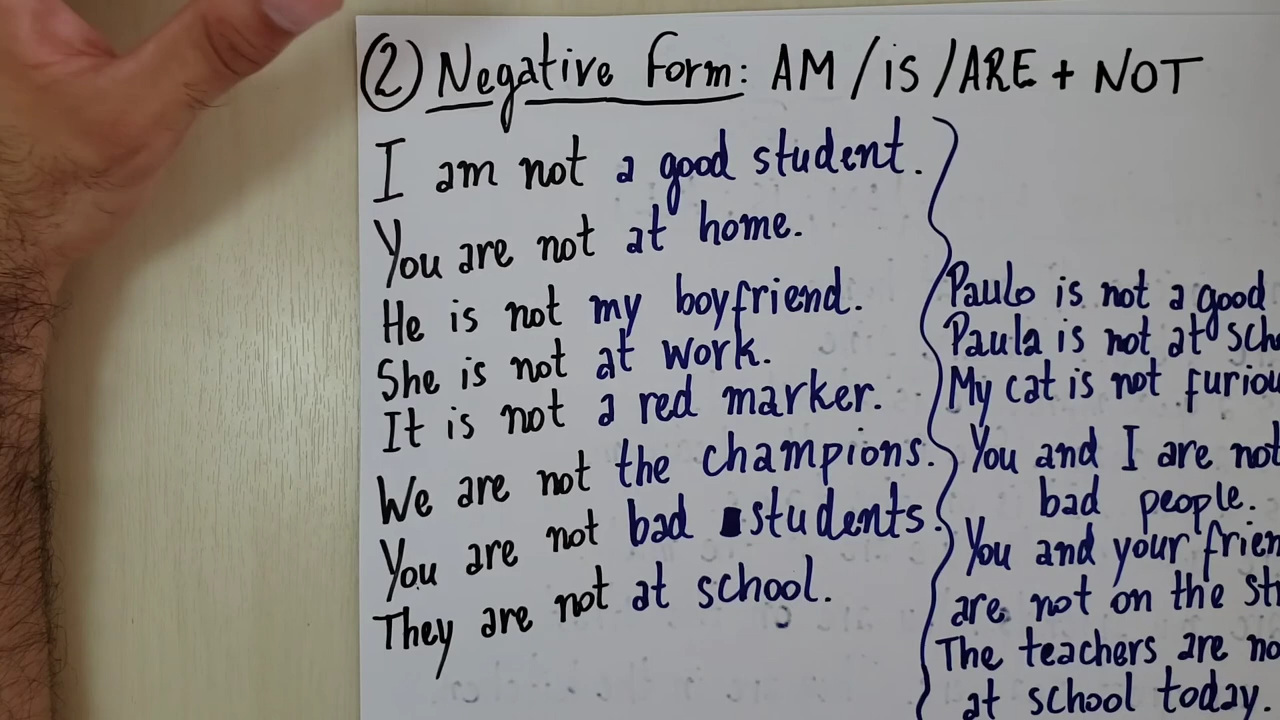 ② Negative form: AM / is / ARE + NOT
I am not a good student.
You are not at home.
He is not my boyfriend.
She is not at work.
It is not a red marker.
We are not the champions.
You are not bad students.
They are not at school.
Paulo is not a good
Paula is not at
My cat is not
You and I are not
bad people.
You and your
are not on the
The teachers are
at school today.